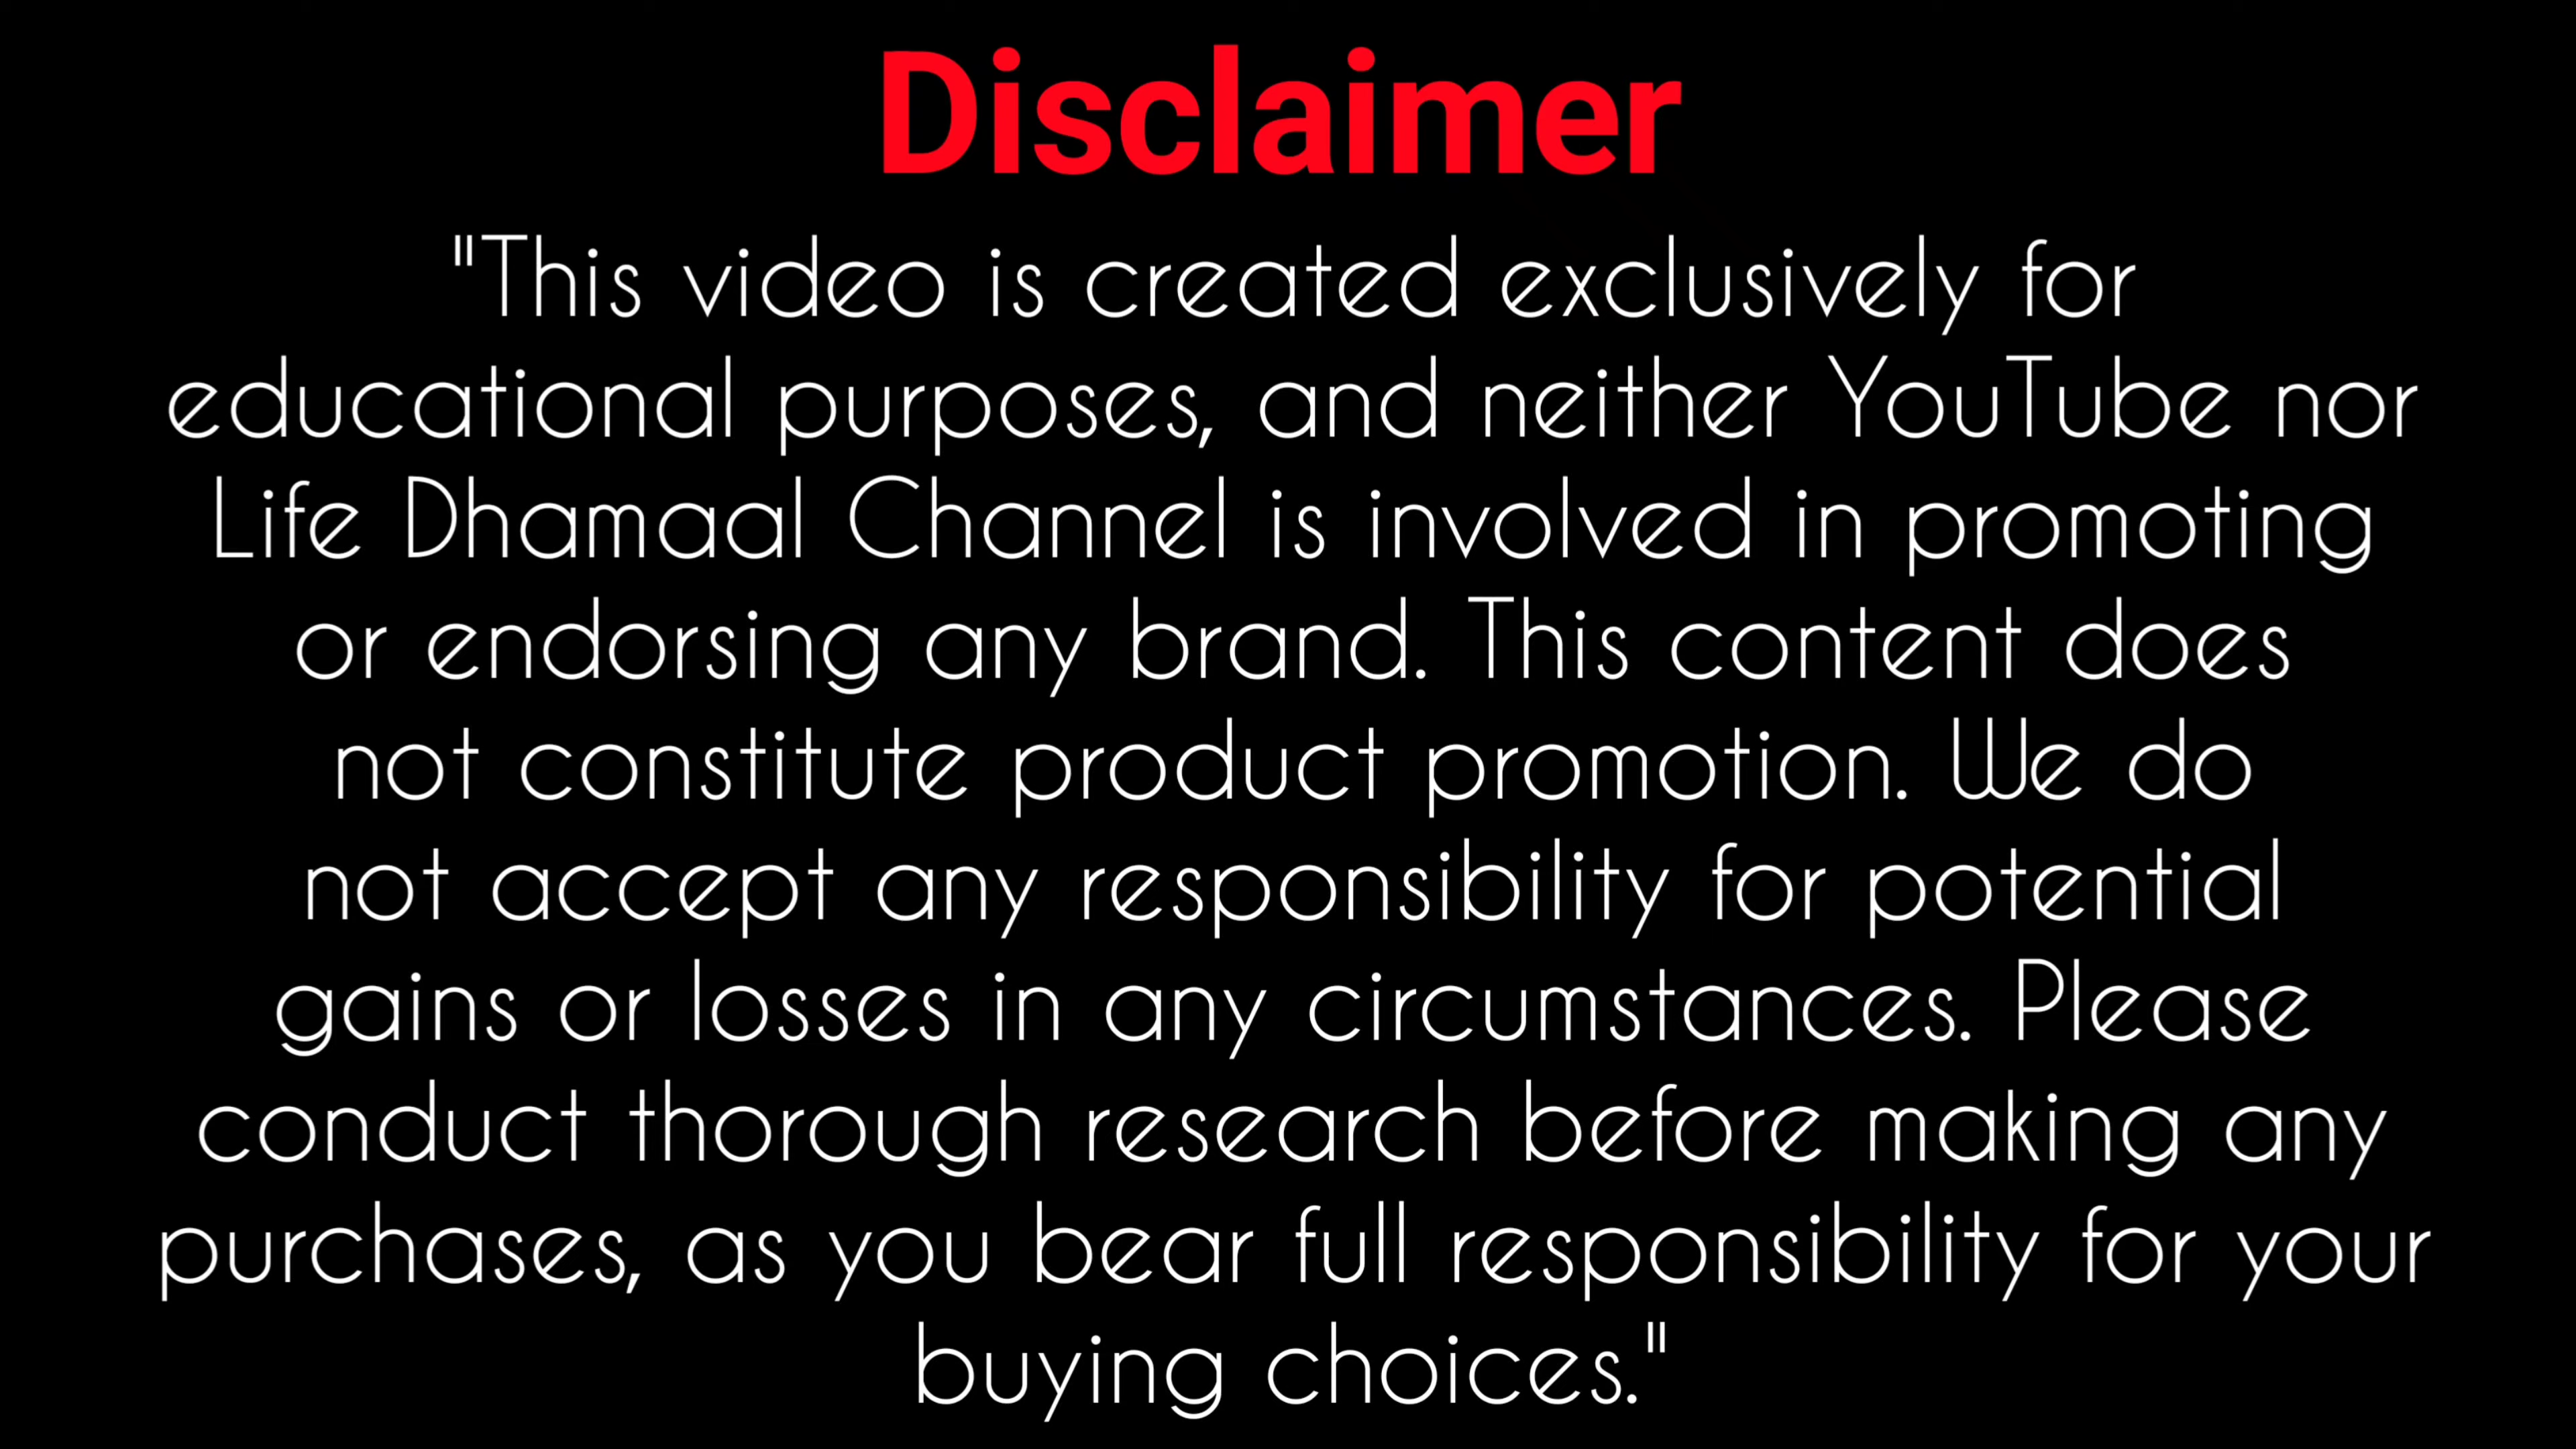 Disclaimer
"This video is created exclusively for
educational purposes, and neither YouTube nor
Life Dhamaal Channel is involved in promoting
or endorsing any brand. This content does
not constitute product promotion. We do
not accept any responsibility for potential
gains or losses in any circumstances. Please
conduct thorough research before making any
purchases, as you bear full responsibility for your
buying choices."